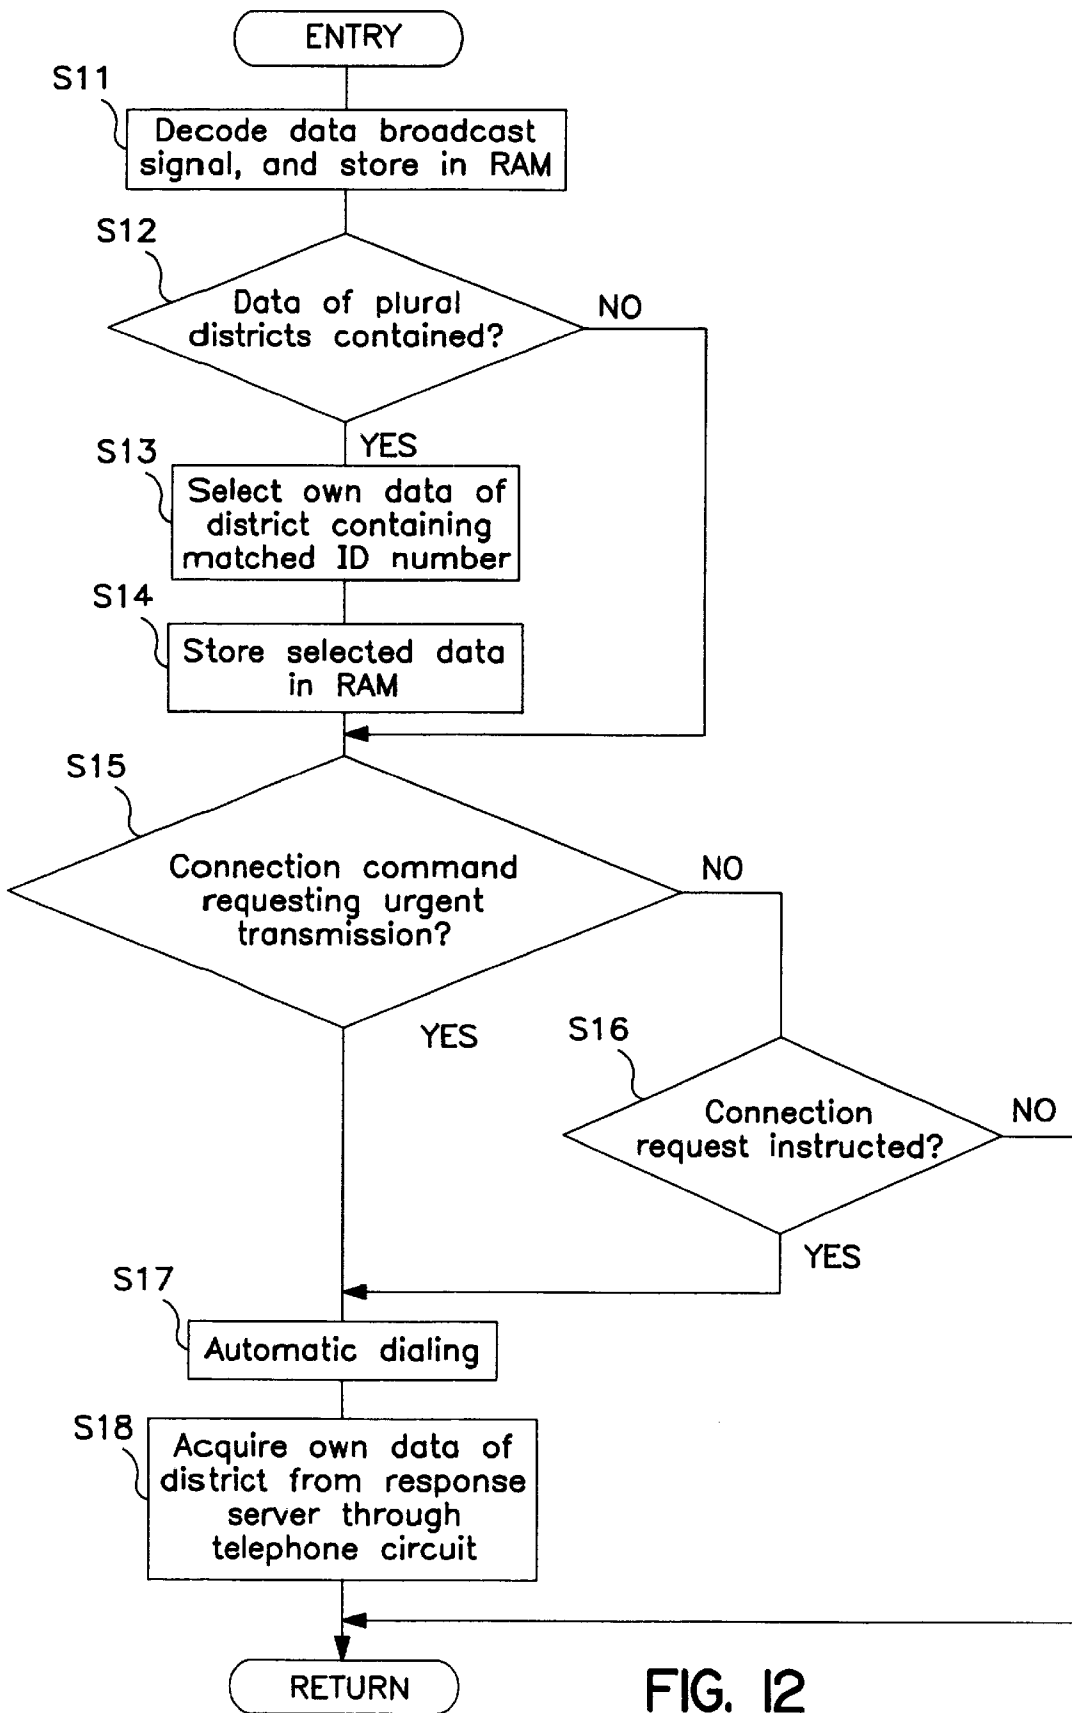 ENTRY
S11
Decode data broadcast
signal, and store in RAM
S12
Data of plural
districts contained?
NO
YES
S13
Select own data of
district containing
matched ID number
S14
Store selected data
in RAM
S15
Connection command
requesting urgent
transmission?
NO
YES
S16
Connection
request instructed?
NO
YES
S17
Automatic dialing
S18
Acquire own data of
district from response
server through
telephone circuit
RETURN
FIG. 12